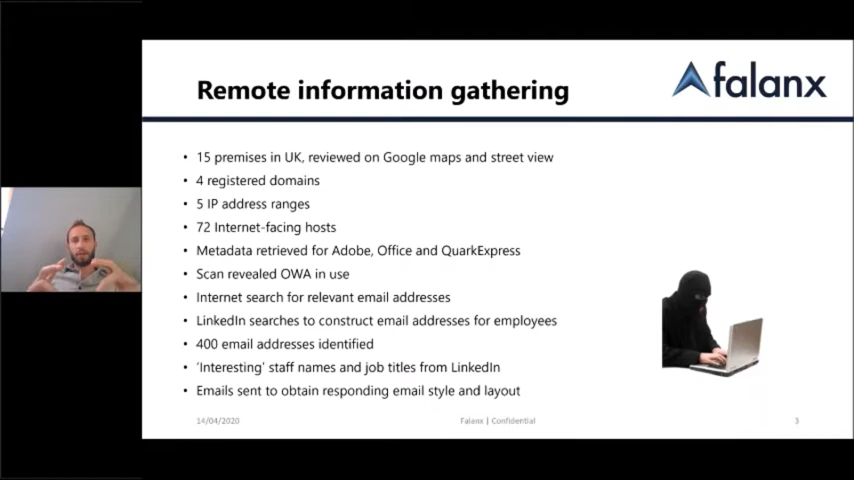 falanx
Remote information gathering
• 15 premises in UK, reviewed on Google maps and street view
• 4 registered domains
• 5 IP address ranges
• 72 Internet-facing hosts
• Metadata retrieved for Adobe, Office and QuarkExpress
• Scan revealed OWA in use
• Internet search for relevant email addresses
• LinkedIn searches to construct email addresses for employees
• 400 email addresses identified
• ‘Interesting’ staff names and job titles from LinkedIn
• Emails sent to obtain responding email style and layout
14/04/2020 Falanx | Confidential 3